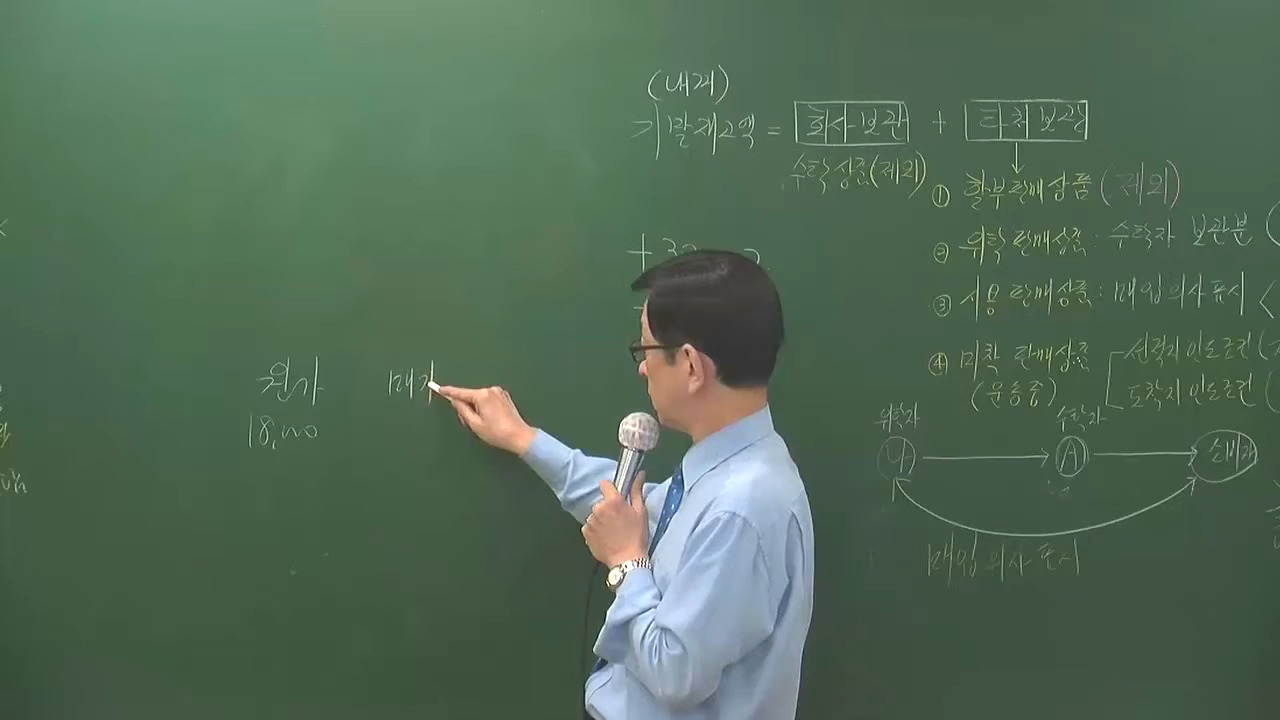 (내꺼)
기말재고액 = 회사보관 + 타처보관
수탁상품(제외)
① 할부판매상품(제외)
② 위탁판매상품: 수탁자 보관분 (
③ 시용판매상품: 매입의사표시 <
④ 미착판매상품 선적지인도조건(
(운송중) 도착지인도조건(
원가 매가
18,000
위탁자 수탁자
나 A 소비자
매입의사표시